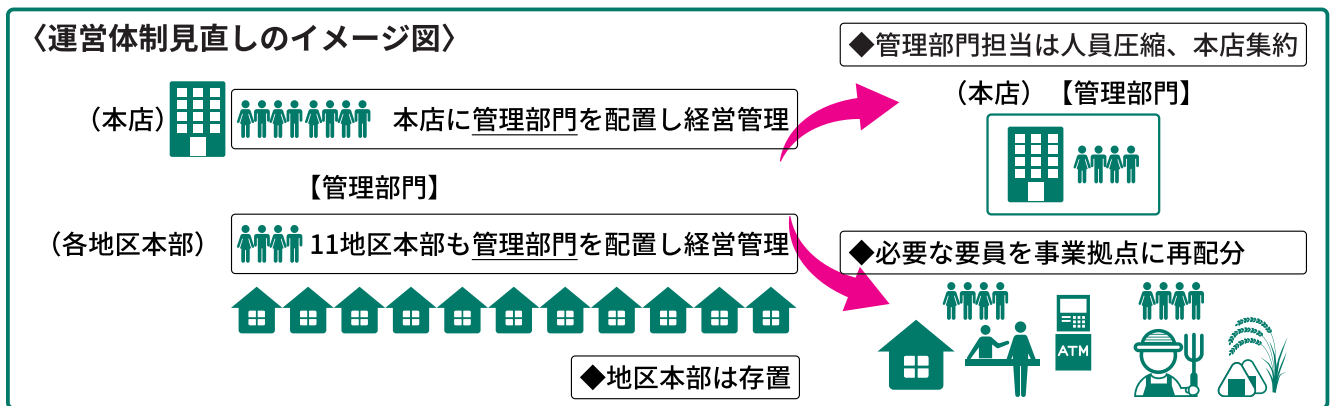 〈運営体制見直しのイメージ図〉
(本店)
本店に管理部門を配置し経営管理
【管理部門】
(各地区本部)
11地区本部も管理部門を配置し経営管理
◆地区本部は存置
◆管理部門担当は人員圧縮、本店集約
(本店)【管理部門】
◆必要な要員を事業拠点に再配分
ATM